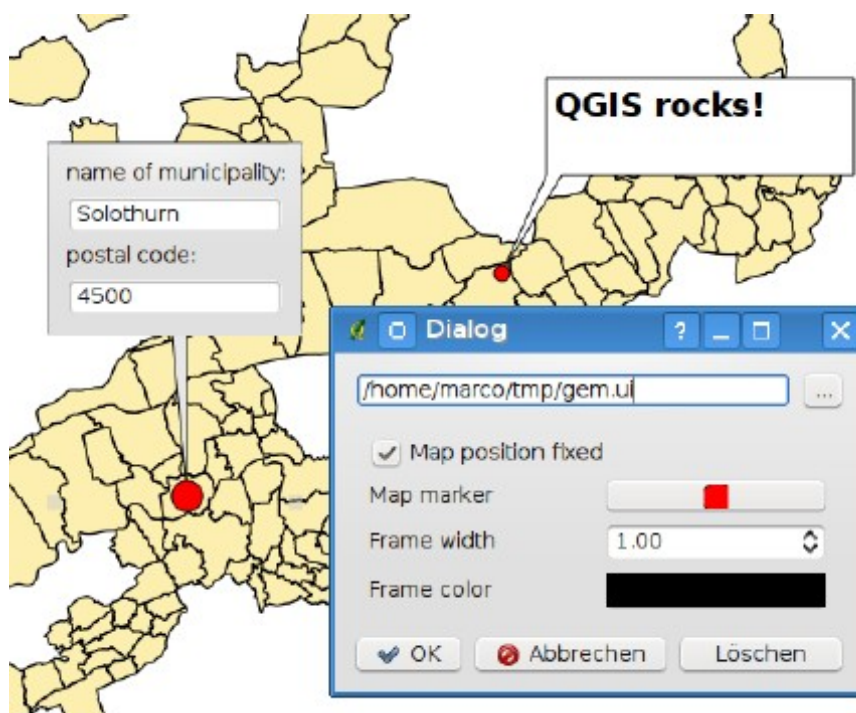 QGIS rocks!
name of municipality:
Solothurn
postal code:
4500
Dialog
/home/marco/tmp/gem.ui
...
Map position fixed
Map marker
Frame width
1.00
Frame color
OK
Abbrechen
Löschen